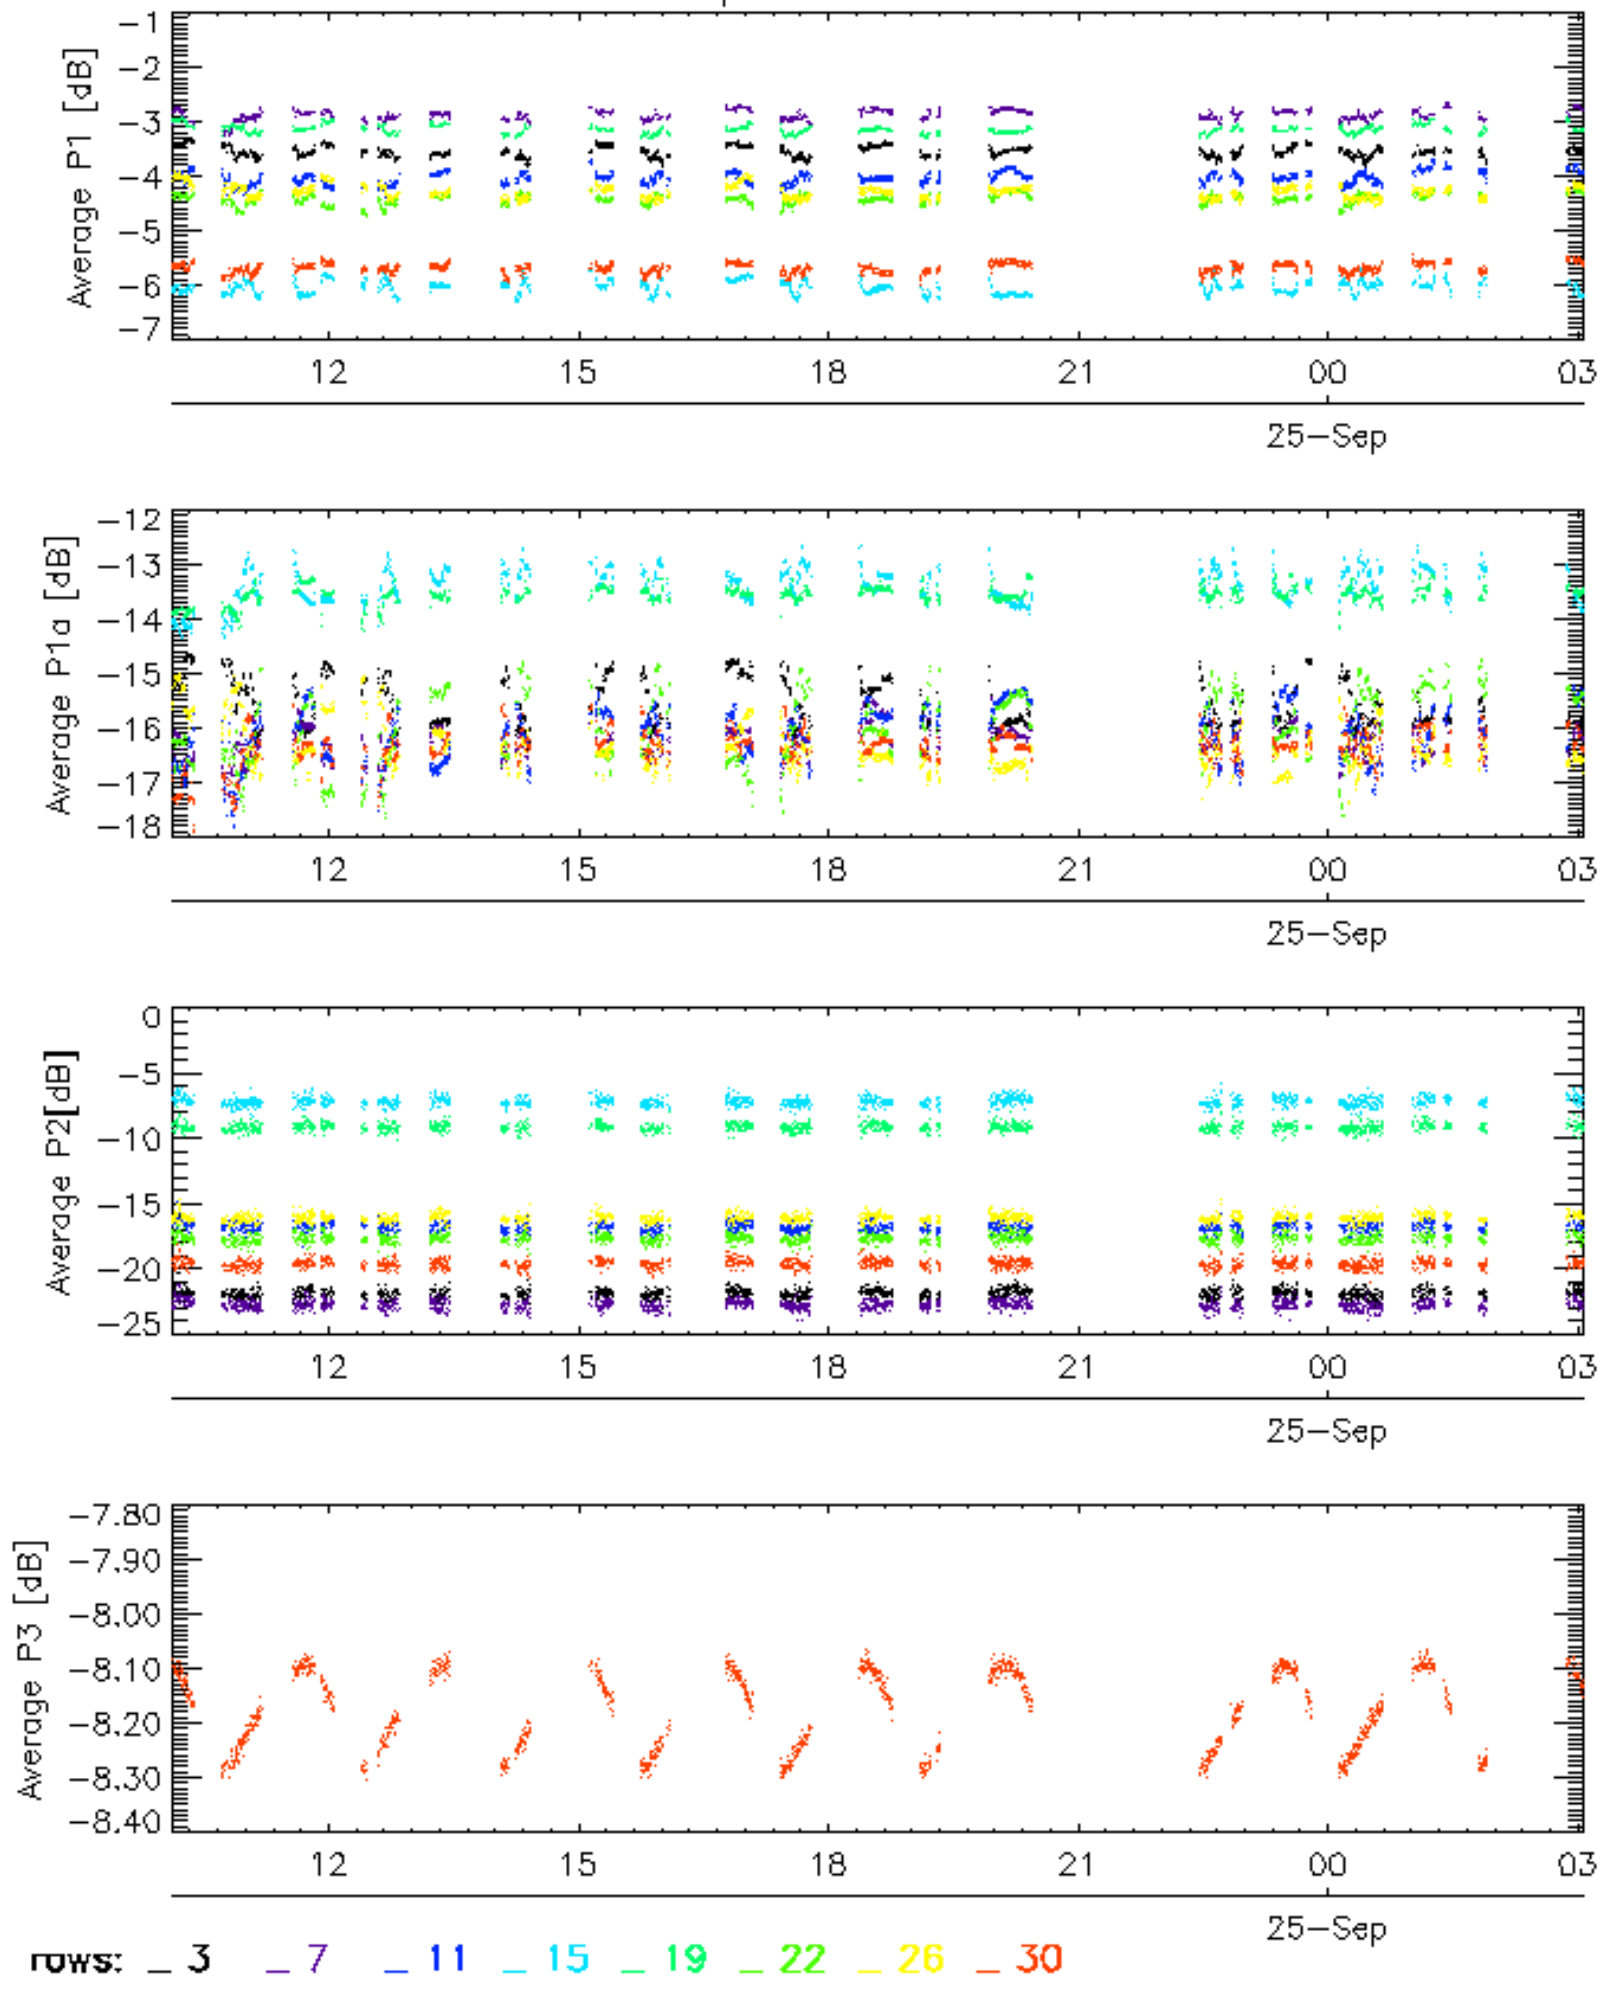 Average P1 [dB]
-1
-2
-3
-4
-5
-6
-7
12 15 18 21 00 03
25-Sep
Average P1a [dB]
-12
-13
-14
-15
-16
-17
-18
12 15 18 21 00 03
25-Sep
Average P2[dB]
0
-5
-10
-15
-20
-25
12 15 18 21 00 03
25-Sep
Average P3 [dB]
-7.80
-7.90
-8.00
-8.10
-8.20
-8.30
-8.40
12 15 18 21 00 03
25-Sep
rows: _ 3 _ 7 _ 11 _ 15 _ 19 _ 22 _ 26 _ 30